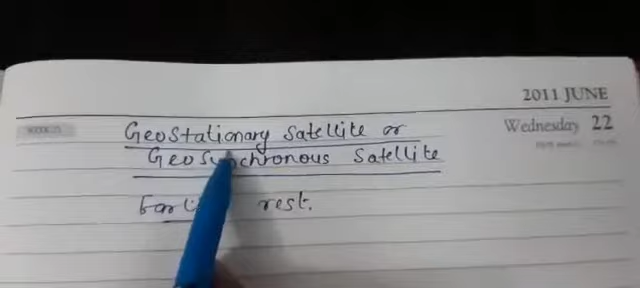 2011 JUNE
Wednesday 22
Geostationary Satellite or
Geosynchronous Satellite
rest.